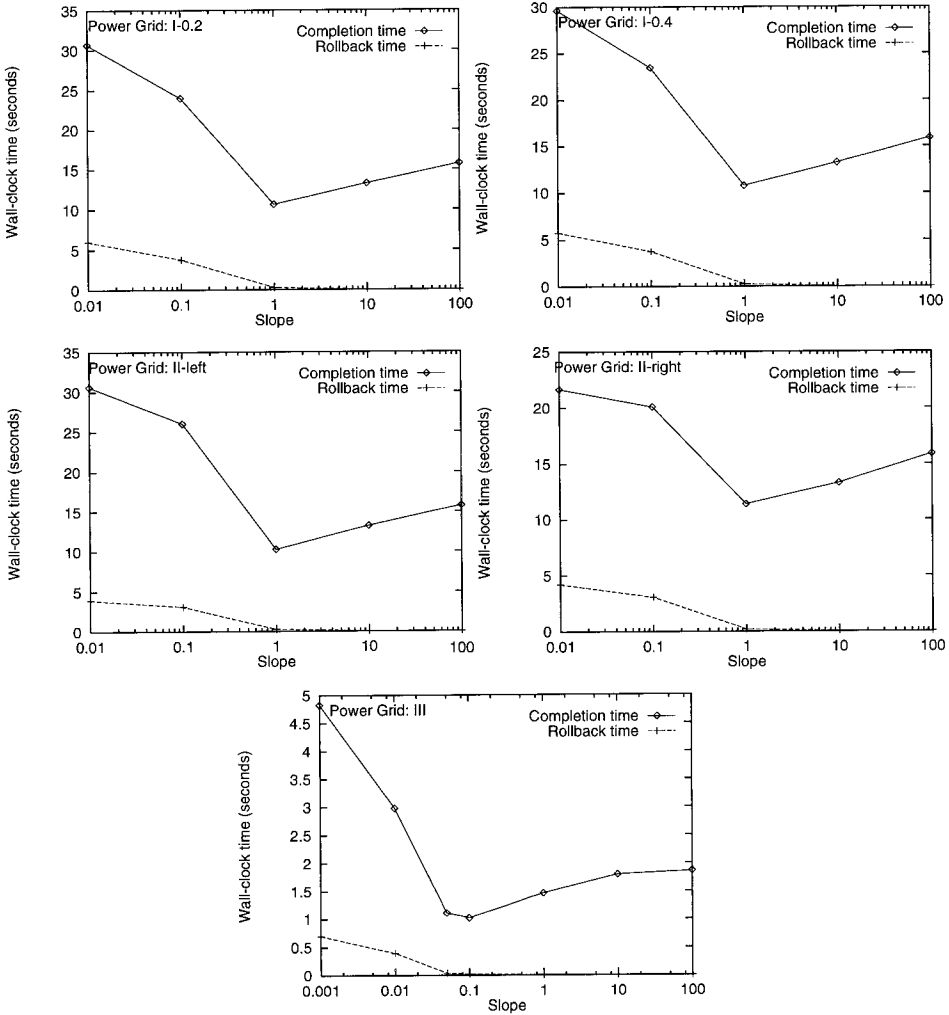 Power Grid: I-0.2
Completion time
Rollback time
Wall-clock time (seconds)
35
30
25
20
15
10
5
0
0.01
0.1
1
10
100
Slope
Power Grid: I-0.4
Completion time
Rollback time
Wall-clock time (seconds)
30
25
20
15
10
5
0
0.01
0.1
1
10
100
Slope
Power Grid: II-left
Completion time
Rollback time
Wall-clock time (seconds)
35
30
25
20
15
10
5
0
0.01
0.1
1
10
100
Slope
Power Grid: II-right
Completion time
Rollback time
Wall-clock time (seconds)
25
20
15
10
5
0
0.01
0.1
1
10
100
Slope
Power Grid: III
Completion time
Rollback time
Wall-clock time (seconds)
5
4.5
4
3.5
3
2.5
2
1.5
1
0.5
0
0.001
0.01
0.1
1
10
100
Slope